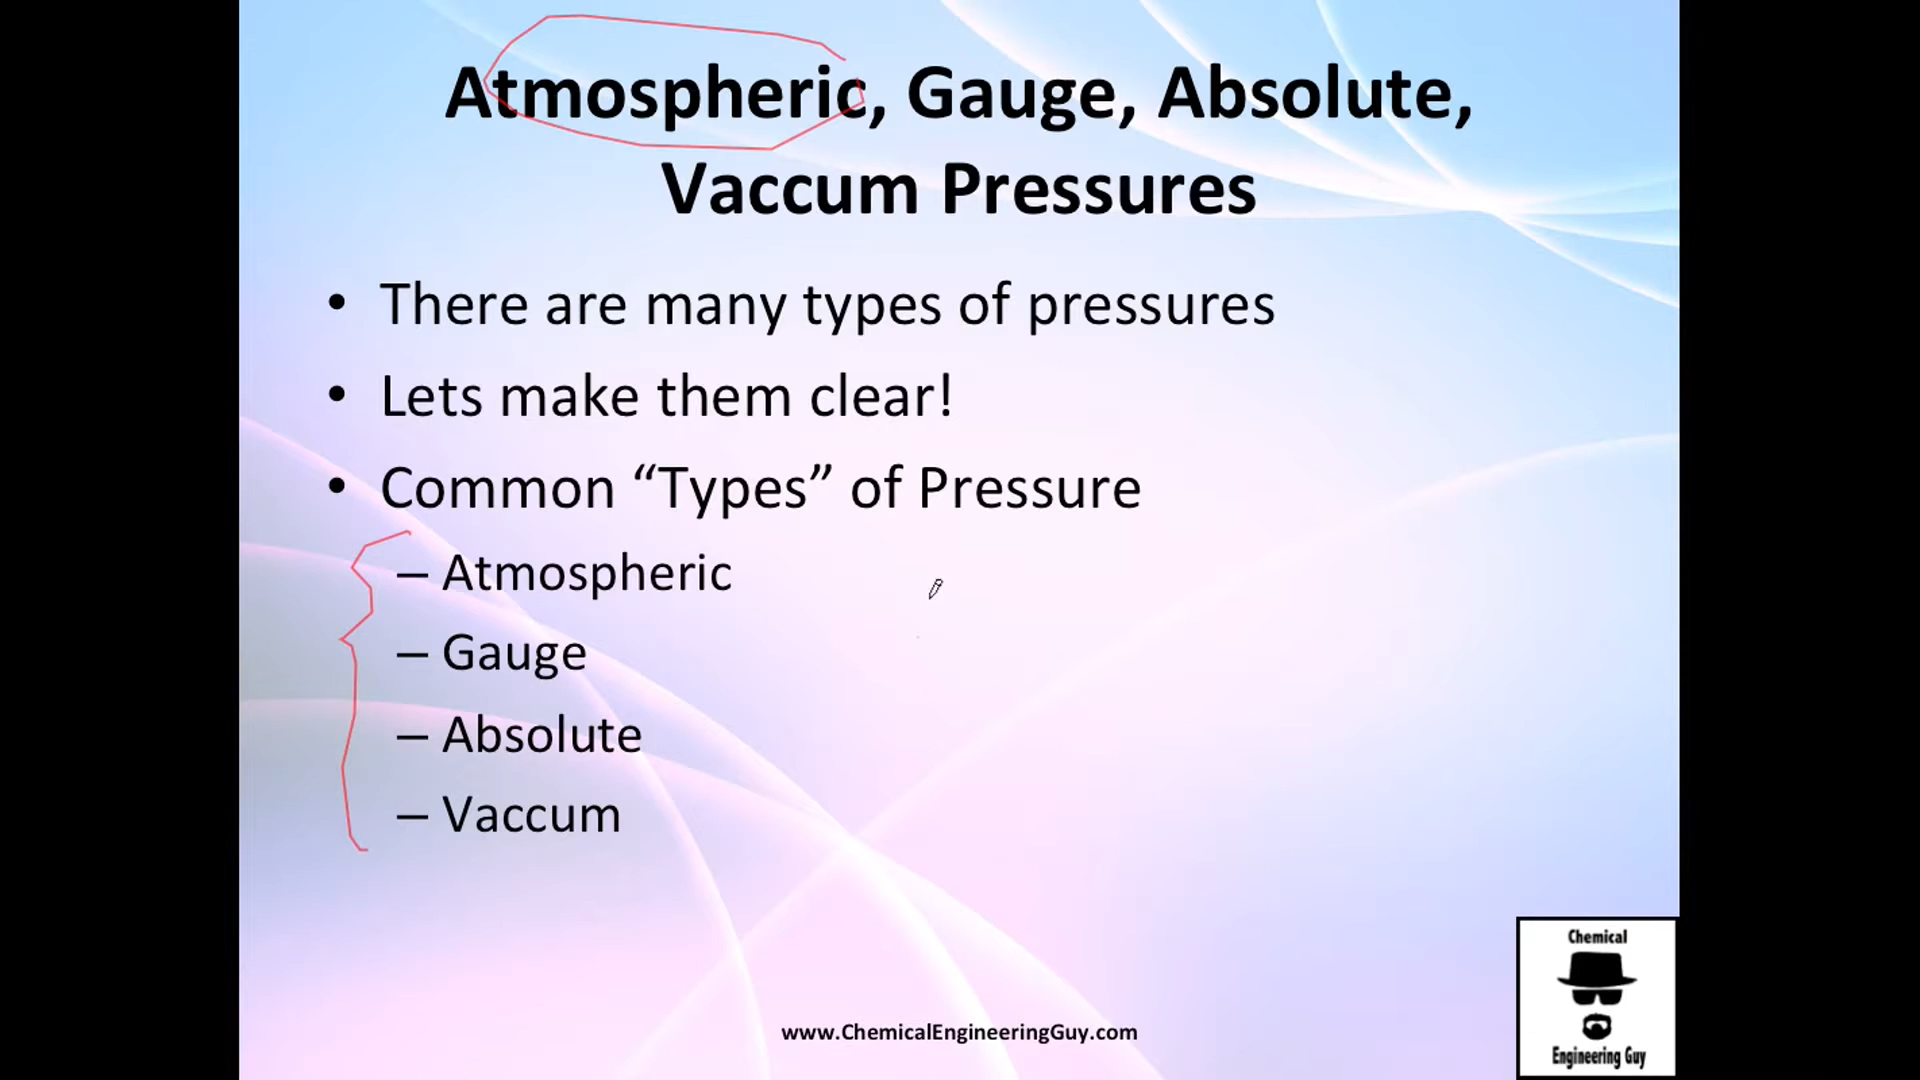 Atmospheric, Gauge, Absolute,
Vaccum Pressures
• There are many types of pressures
• Lets make them clear!
• Common “Types” of Pressure
– Atmospheric
– Gauge
– Absolute
– Vaccum
www.ChemicalEngineeringGuy.com
Chemical
Engineering Guy